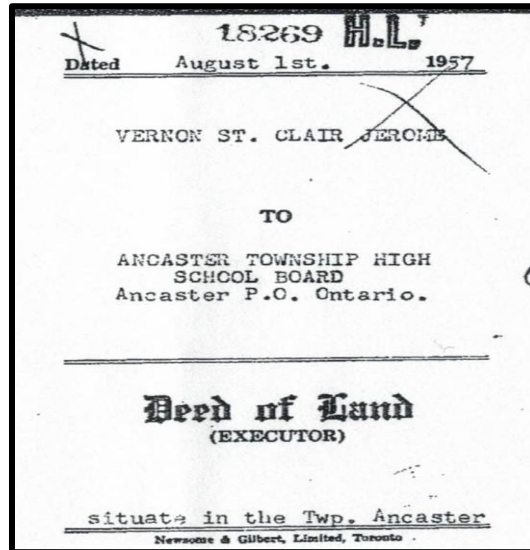 18269 H.L.
Dated August 1st. 1957
VERNON ST. CLAIR JEROME
TO
ANCASTER TOWNSHIP HIGH
SCHOOL BOARD
Ancaster P.O. Ontario.
Deed of Land
(EXECUTOR)
situate in the Twp. Ancaster
Newsome & Gilbert, Limited, Toronto